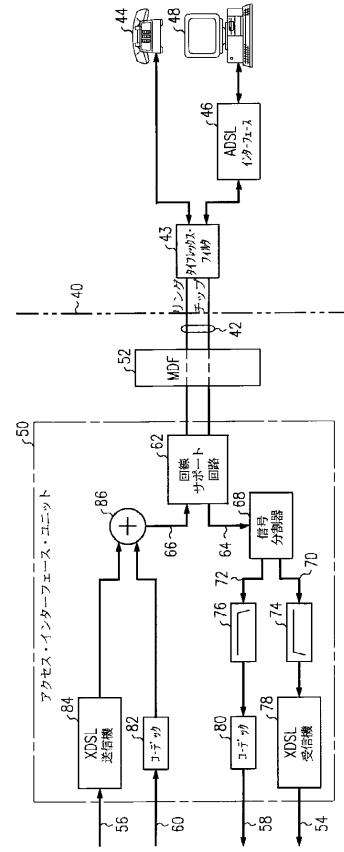 アクセス・インターフェース・ユニット
50
56
84
XDSL
送信機
60
82
コーデック
86
66
62
回線
サポート
回路
64
68
信号
分割器
72
70
76
74
58
80
コーデック
54
78
XDSL
受信機
52
MDF
42
40
リング
チップ
43
ダイプレックス・
フィルタ
46
ADSL
インターフェース
44
48